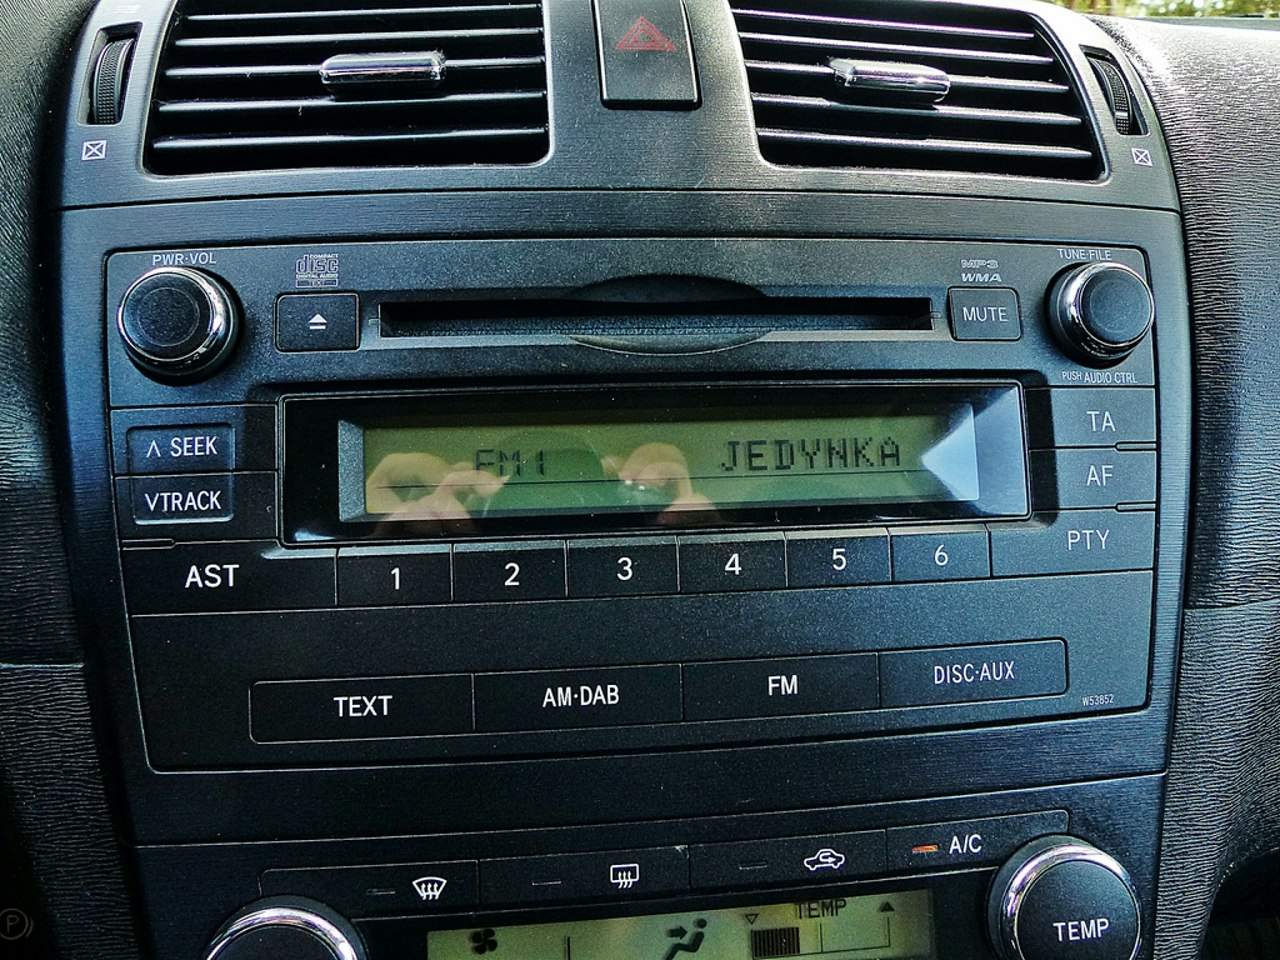 PWR·VOL
COMPACT
disc
DIGITAL AUDIO
TEXT
MP3
WMA
TUNE·FILE
MUTE
PUSH AUDIO CTRL
∧ SEEK
∨TRACK
FM1 JEDYNKA
TA
AF
PTY
AST 1 2 3 4 5 6
TEXT AM·DAB FM DISC·AUX
W53852
A/C
TEMP
TEMP
P